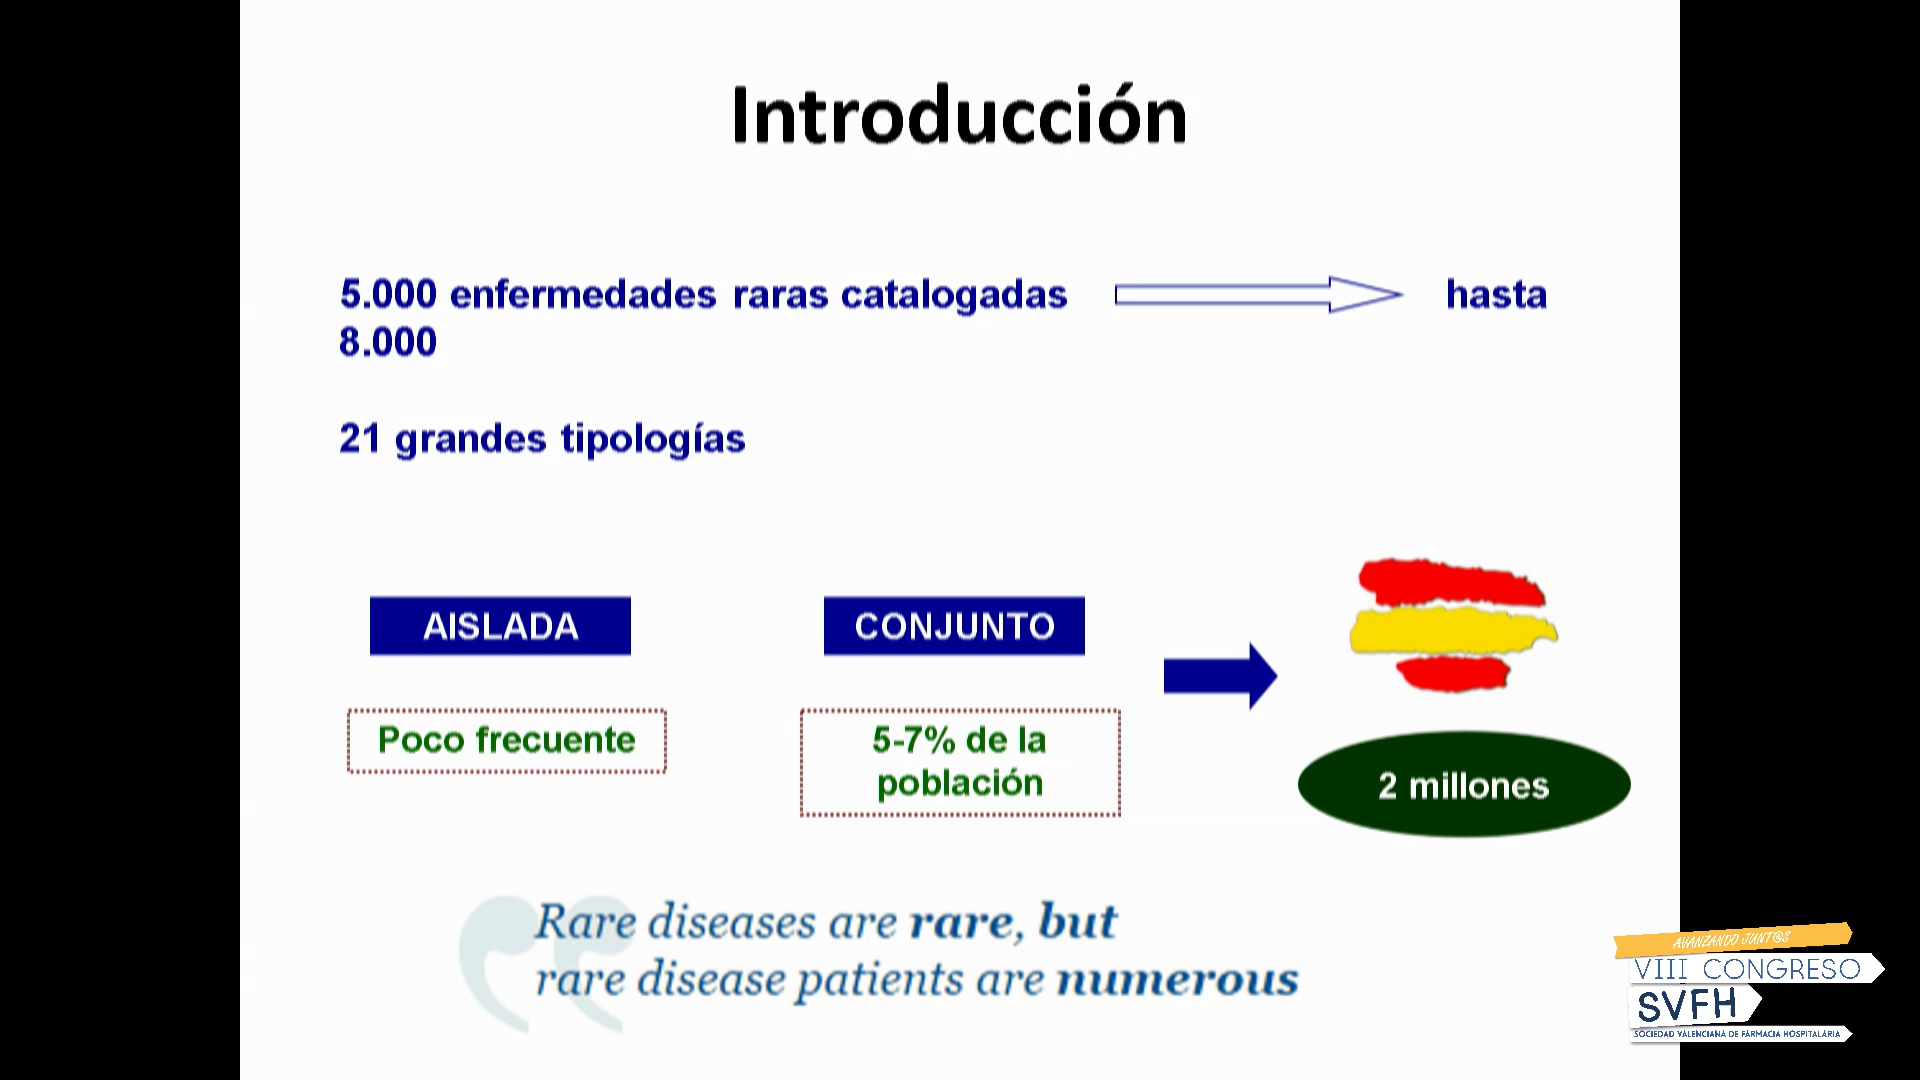 Introducción
5.000 enfermedades raras catalogadas hasta
8.000
21 grandes tipologías
AISLADA
CONJUNTO
Poco frecuente
5-7% de la
población
2 millones
Rare diseases are rare, but
rare disease patients are numerous
AVANZANDO JUNT@S
VIII CONGRESO
SVFH
SOCIEDAD VALENCIANA DE FARMACIA HOSPITALARIA